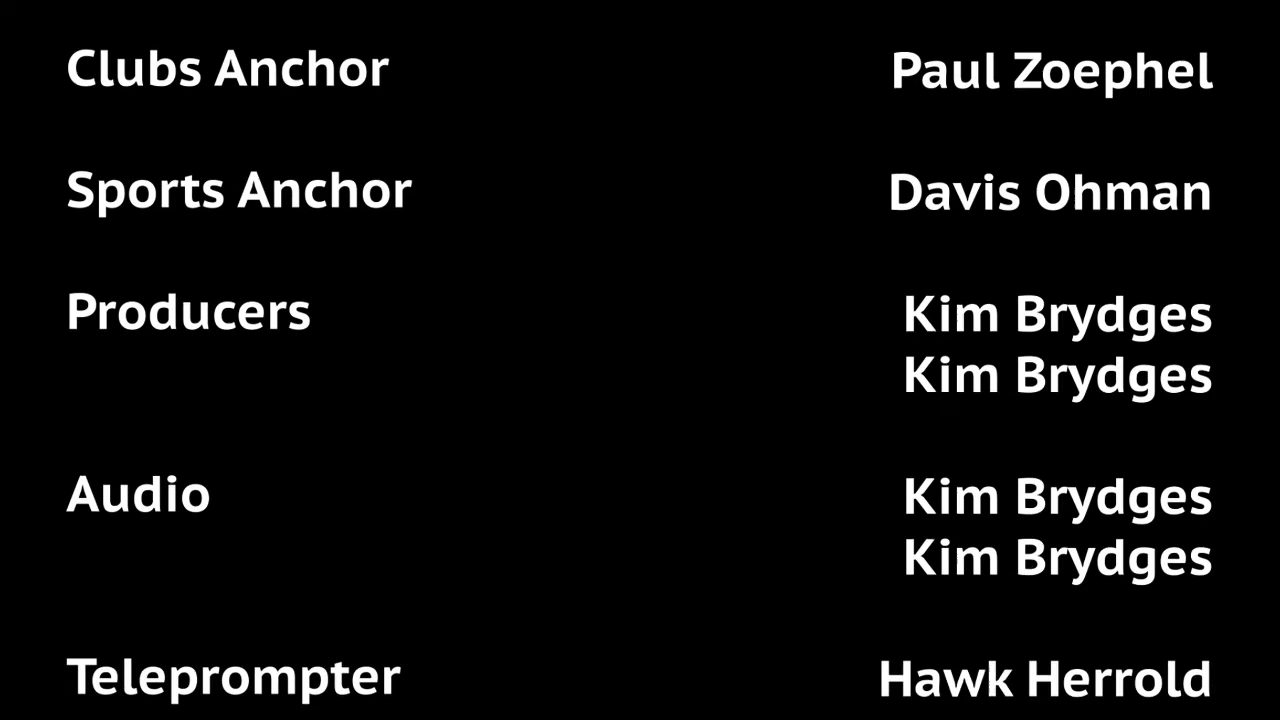 Clubs Anchor Paul Zoephel
Sports Anchor Davis Ohman
Producers Kim Brydges
Kim Brydges
Audio Kim Brydges
Kim Brydges
Teleprompter Hawk Herrold